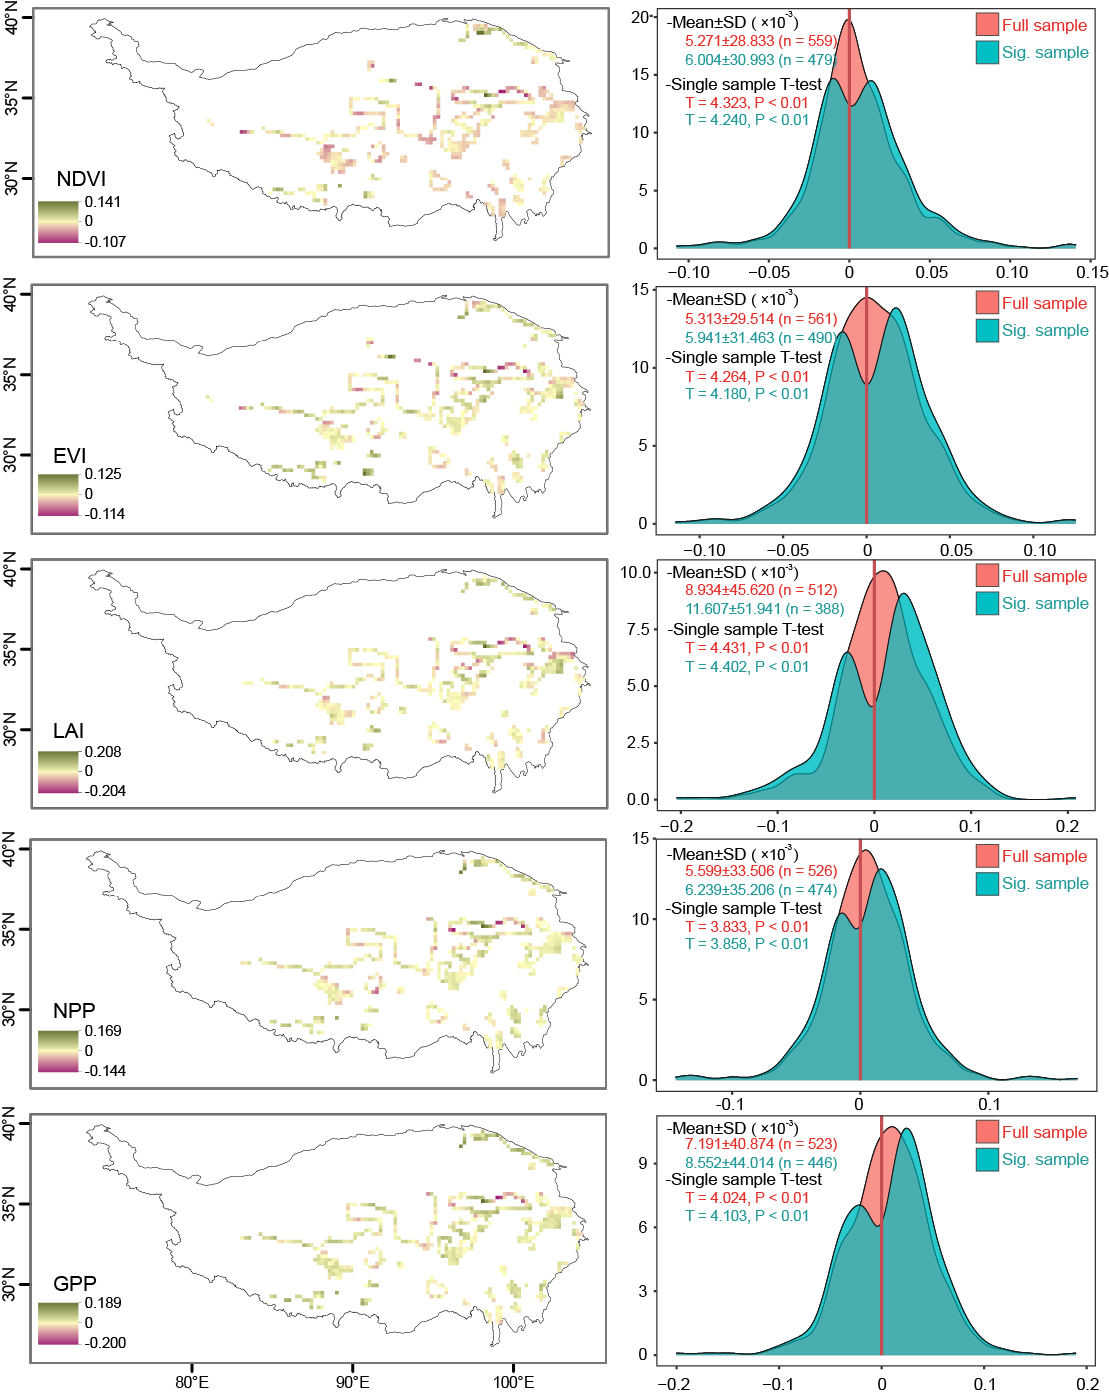 40°N
35°N
30°N
NDVI
0.141
0
-0.107
20
15
10
5
0
-Mean±SD ( ×10⁻³)
5.271±28.833 (n = 559)
6.004±30.993 (n = 479)
-Single sample T-test
T = 4.323, P < 0.01
T = 4.240, P < 0.01
Full sample
Sig. sample
−0.10 −0.05 0 0.05 0.10 0.15
40°N
35°N
30°N
EVI
0.125
0
-0.114
15
10
5
0
-Mean±SD ( ×10⁻³)
5.313±29.514 (n = 561)
5.941±31.463 (n = 490)
-Single sample T-test
T = 4.264, P < 0.01
T = 4.180, P < 0.01
Full sample
Sig. sample
−0.10 −0.05 0 0.05 0.10
40°N
35°N
30°N
LAI
0.208
0
-0.204
10.0
7.5
5.0
2.5
0.0
-Mean±SD ( ×10⁻³)
8.934±45.620 (n = 512)
11.607±51.941 (n = 388)
-Single sample T-test
T = 4.431, P < 0.01
T = 4.402, P < 0.01
Full sample
Sig. sample
−0.2 −0.1 0 0.1 0.2
40°N
35°N
30°N
NPP
0.169
0
-0.144
15
10
5
0
-Mean±SD ( ×10⁻³)
5.599±33.506 (n = 526)
6.239±35.206 (n = 474)
-Single sample T-test
T = 3.833, P < 0.01
T = 3.858, P < 0.01
Full sample
Sig. sample
-0.1 0 0.1
40°N
35°N
30°N
GPP
0.189
0
-0.200
80°E 90°E 100°E
9
6
3
0
-Mean±SD ( ×10⁻³)
7.191±40.874 (n = 523)
8.552±44.014 (n = 446)
-Single sample T-test
T = 4.024, P < 0.01
T = 4.103, P < 0.01
Full sample
Sig. sample
−0.2 −0.1 0 0.1 0.2